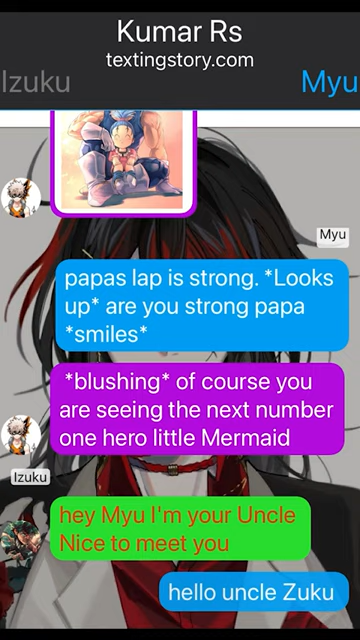 Kumar Rs
textingstory.com
Izuku
Myu
Myu
papas lap is strong. *Looks
up* are you strong papa
*smiles*
*blushing* of course you
are seeing the next number
one hero little Mermaid
Izuku
hey Myu I'm your Uncle
Nice to meet you
hello uncle Zuku